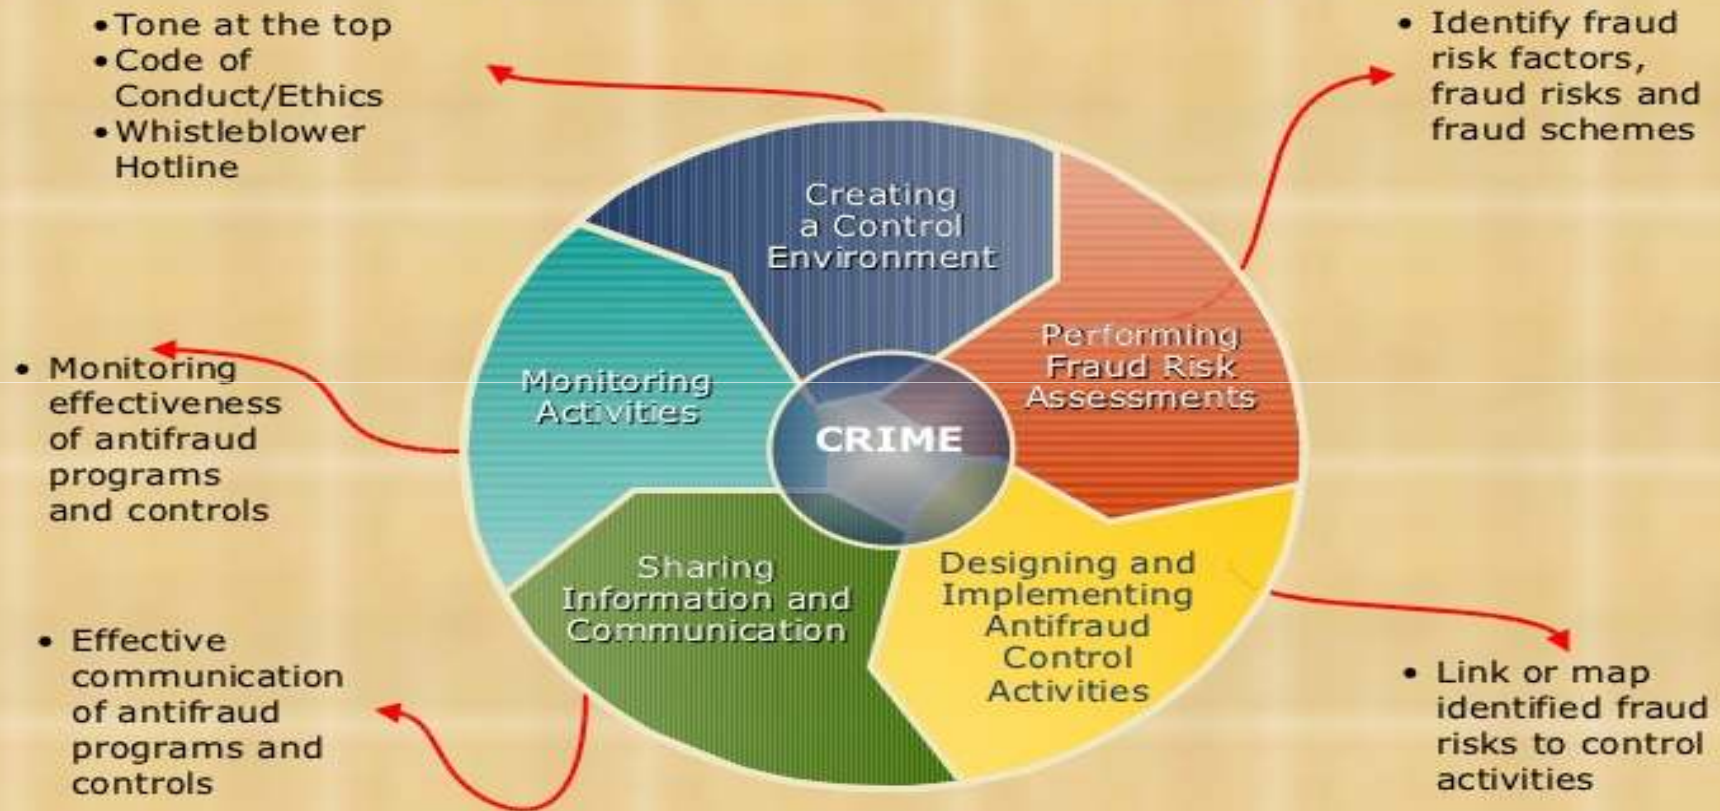 • Tone at the top
• Code of
Conduct/Ethics
• Whistleblower
Hotline
• Identify fraud
risk factors,
fraud risks and
fraud schemes
Creating
a Control
Environment
Performing
Fraud Risk
Assessments
Monitoring
Activities
CRIME
• Monitoring
effectiveness
of antifraud
programs
and controls
Sharing
Information and
Communication
Designing and
Implementing
Antifraud
Control
Activities
• Effective
communication
of antifraud
programs and
controls
• Link or map
identified fraud
risks to control
activities